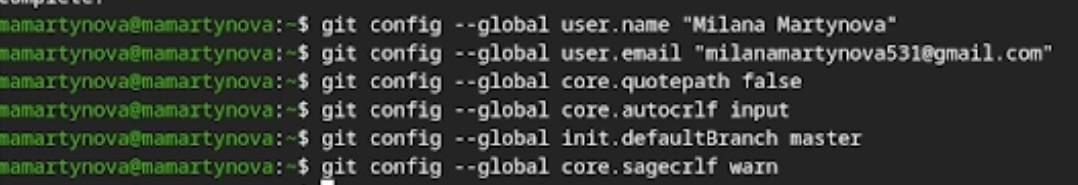 complete!
mamartynova@mamartynova:~$ git config --global user.name "Milana Martynova"
mamartynova@mamartynova:~$ git config --global user.email "milanamartynova531@gmail.com"
mamartynova@mamartynova:~$ git config --global core.quotepath false
mamartynova@mamartynova:~$ git config --global core.autocrlf input
mamartynova@mamartynova:~$ git config --global init.defaultBranch master
mamartynova@mamartynova:~$ git config --global core.sagecrlf warn